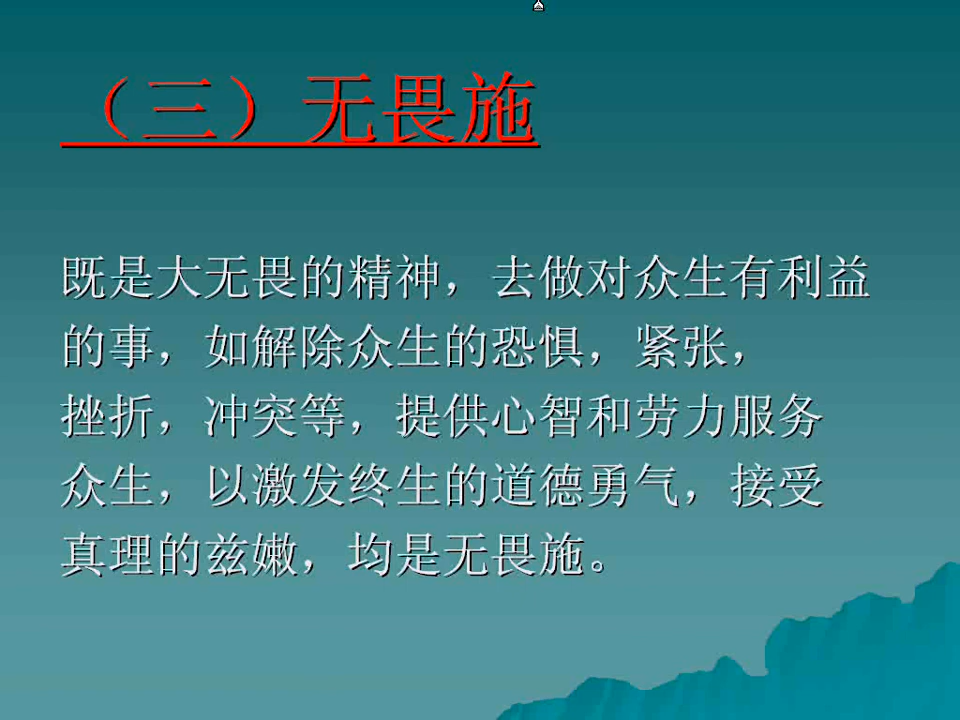 （三）无畏施
既是大无畏的精神，去做对众生有利益
的事，如解除众生的恐惧，紧张，
挫折，冲突等，提供心智和劳力服务
众生，以激发终生的道德勇气，接受
真理的兹嫩，均是无畏施。